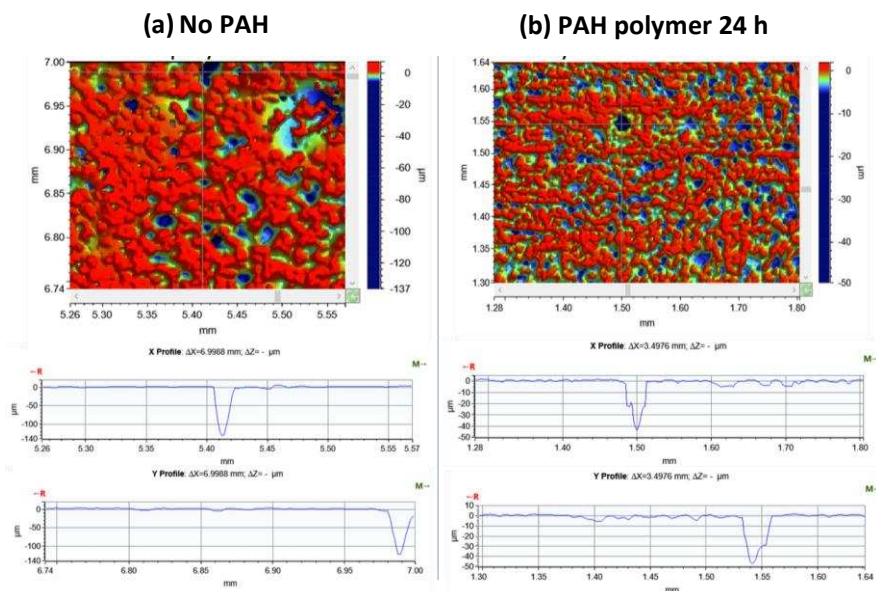 (a) No PAH
(b) PAH polymer 24 h
7.00
6.95
6.90
6.85
6.80
6.74
mm
5.26 5.30 5.35 5.40 5.45 5.50 5.55
mm
0
-20
-40
-60
-80
-100
-120
-137
µm
1.64
1.60
1.55
1.50
1.45
1.40
1.35
1.30
mm
1.28 1.40 1.50 1.60 1.70 1.80
mm
0
-10
-20
-30
-40
-50
µm
X Profile: ΔX=6.9988 mm; ΔZ= - µm
←R
M→
0
-50
-100
-140
µm
5.26 5.30 5.35 5.40 5.45 5.50 5.57
mm
X Profile: ΔX=3.4976 mm; ΔZ= - µm
←R
M→
0
-10
-20
-30
-40
-50
µm
1.28 1.40 1.50 1.60 1.70 1.80
mm
Y Profile: ΔX=6.9988 mm; ΔZ= - µm
←R
M→
0
-50
-100
-140
µm
6.74 6.80 6.85 6.90 6.95 7.00
mm
Y Profile: ΔX=3.4976 mm; ΔZ= - µm
←R
M→
10
0
-10
-20
-30
-40
-50
µm
1.30 1.35 1.40 1.45 1.50 1.55 1.64
mm